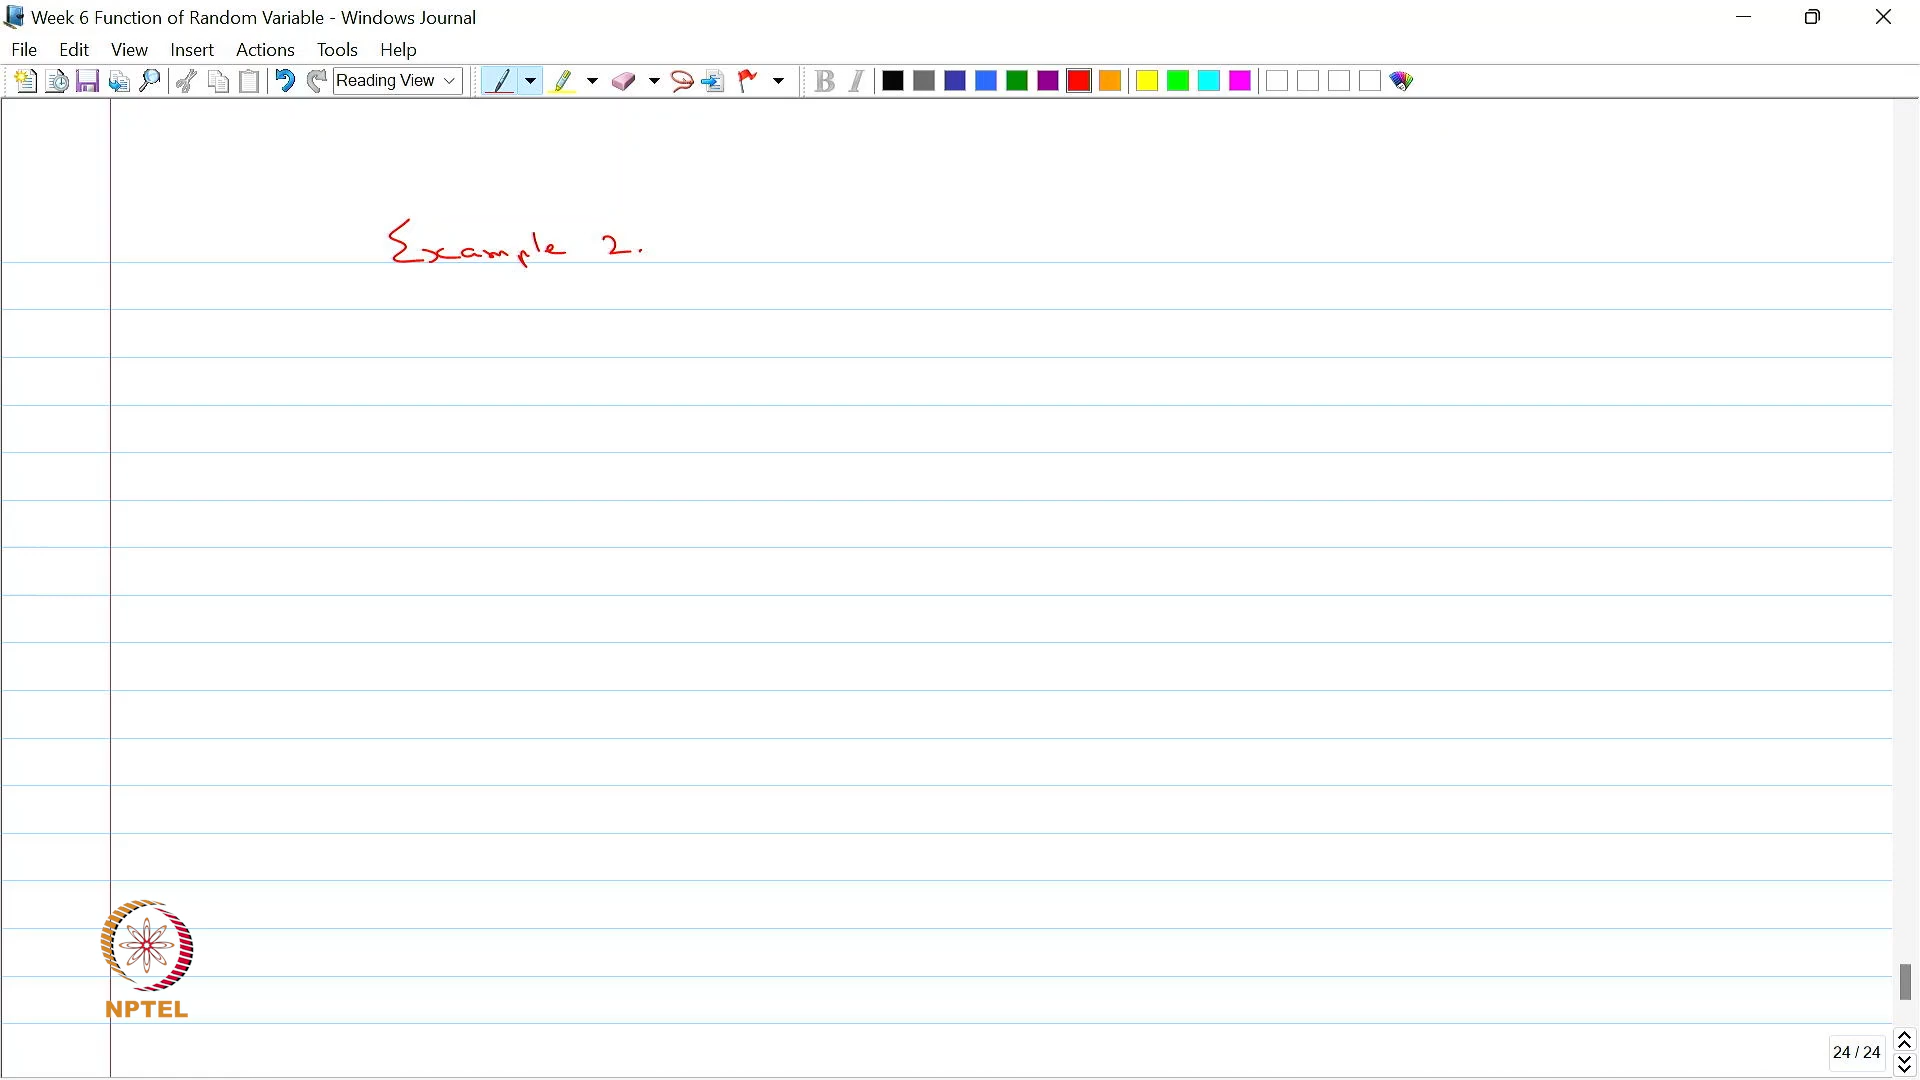 Week 6 Function of Random Variable - Windows Journal
File Edit View Insert Actions Tools Help
Reading View B I
Example 2.
NPTEL
24 / 24